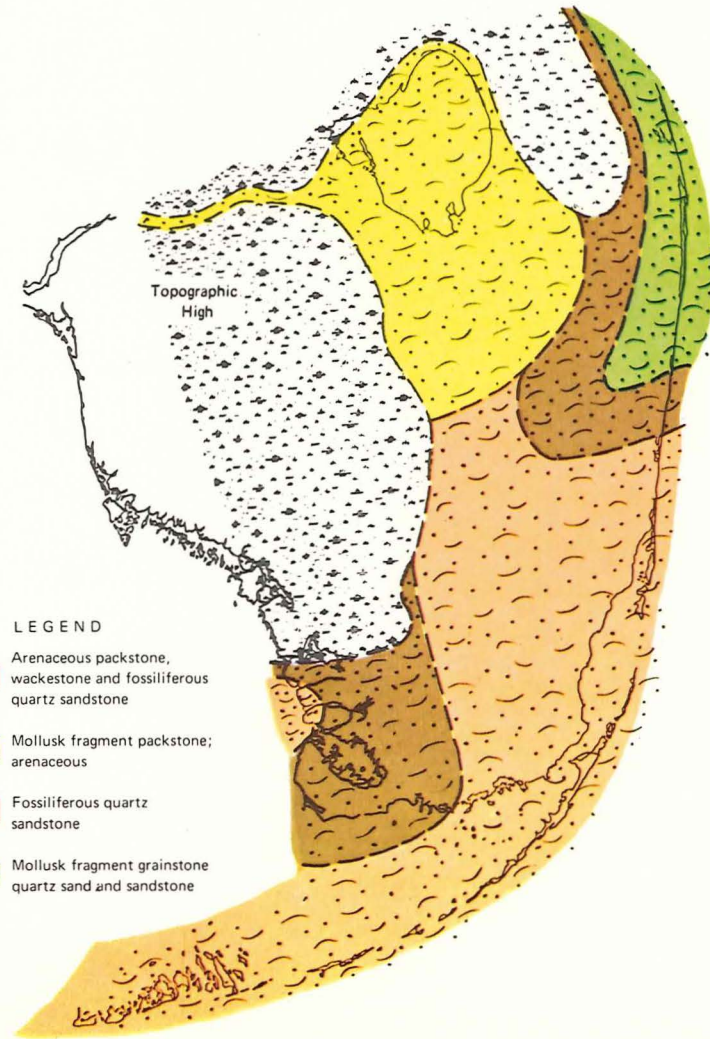 Topographic
High
LEGEND
Arenaceous packstone,
wackestone and fossiliferous
quartz sandstone
Mollusk fragment packstone;
arenaceous
Fossiliferous quartz
sandstone
Mollusk fragment grainstone
quartz sand and sandstone